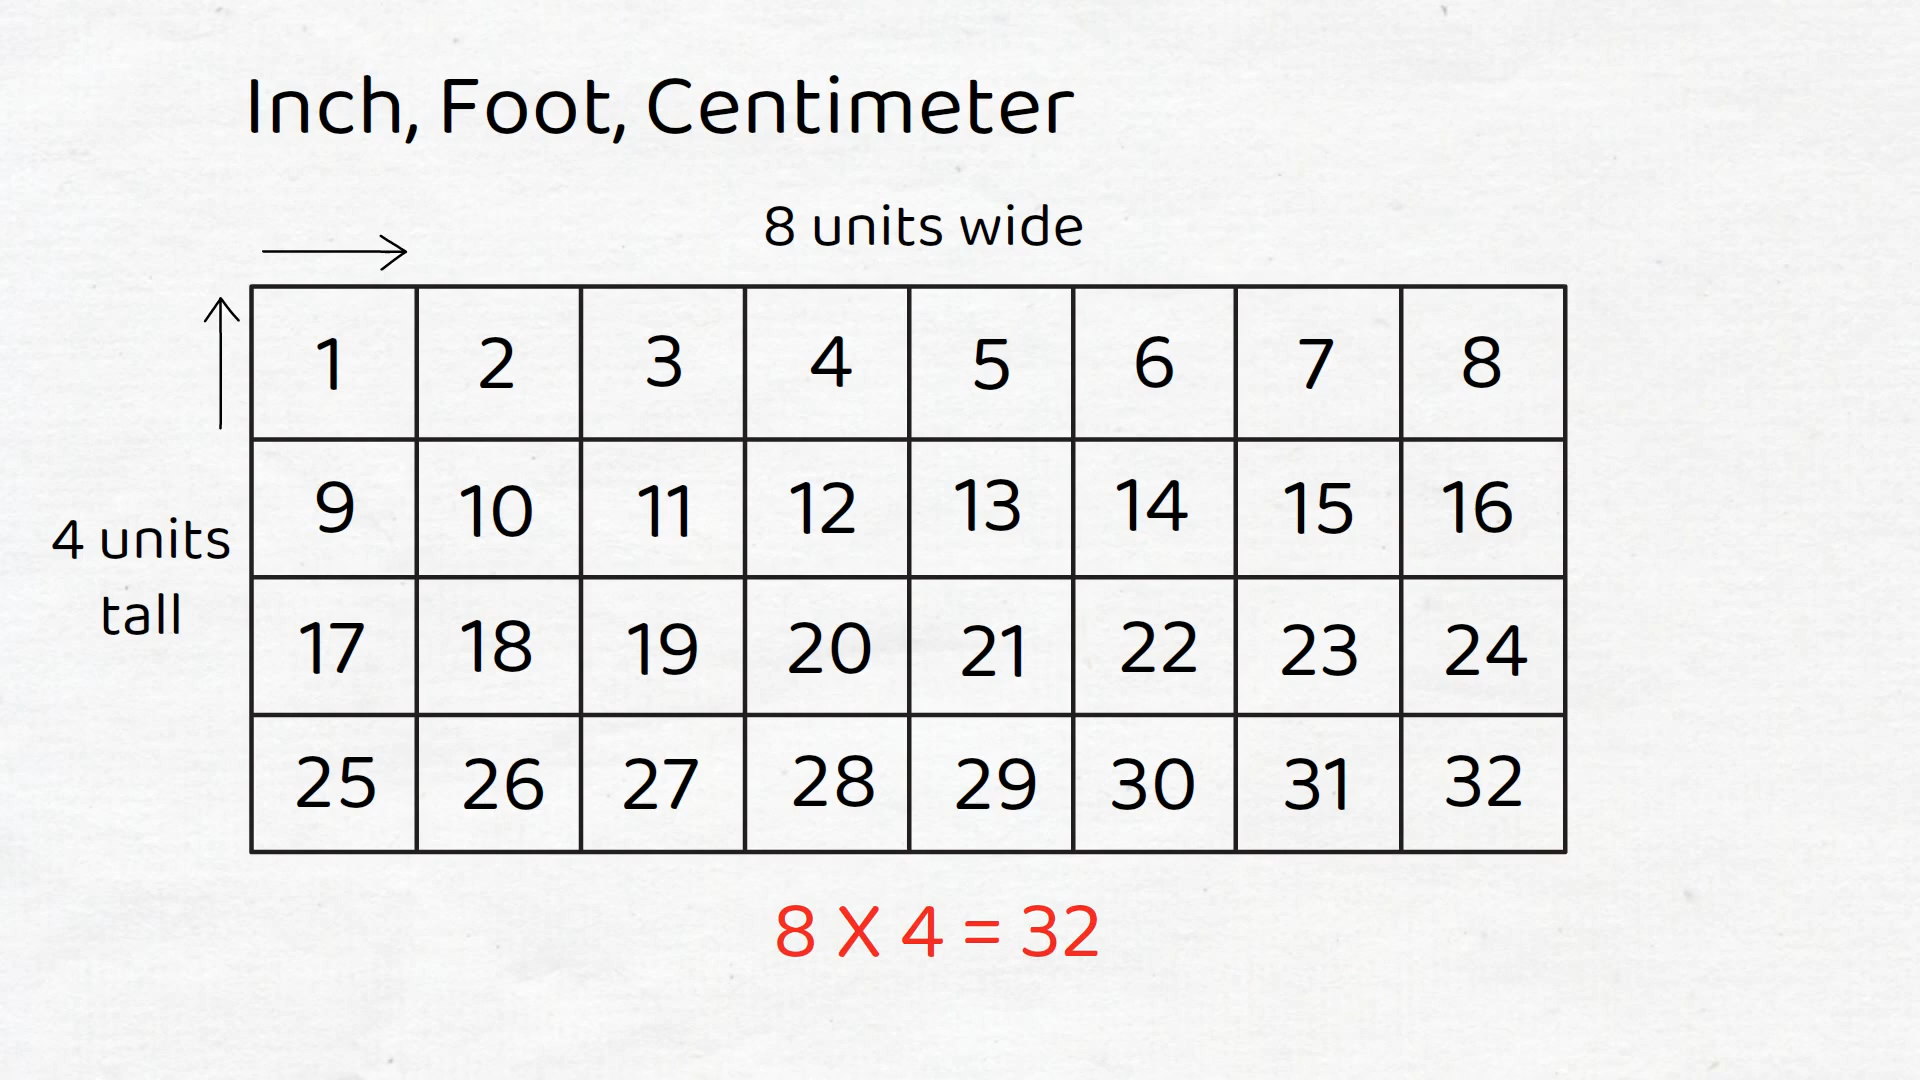 Inch, Foot, Centimeter
8 units wide
1 2 3 4 5 6 7 8
9 10 11 12 13 14 15 16
4 units
tall
17 18 19 20 21 22 23 24
25 26 27 28 29 30 31 32
8 X 4 = 32